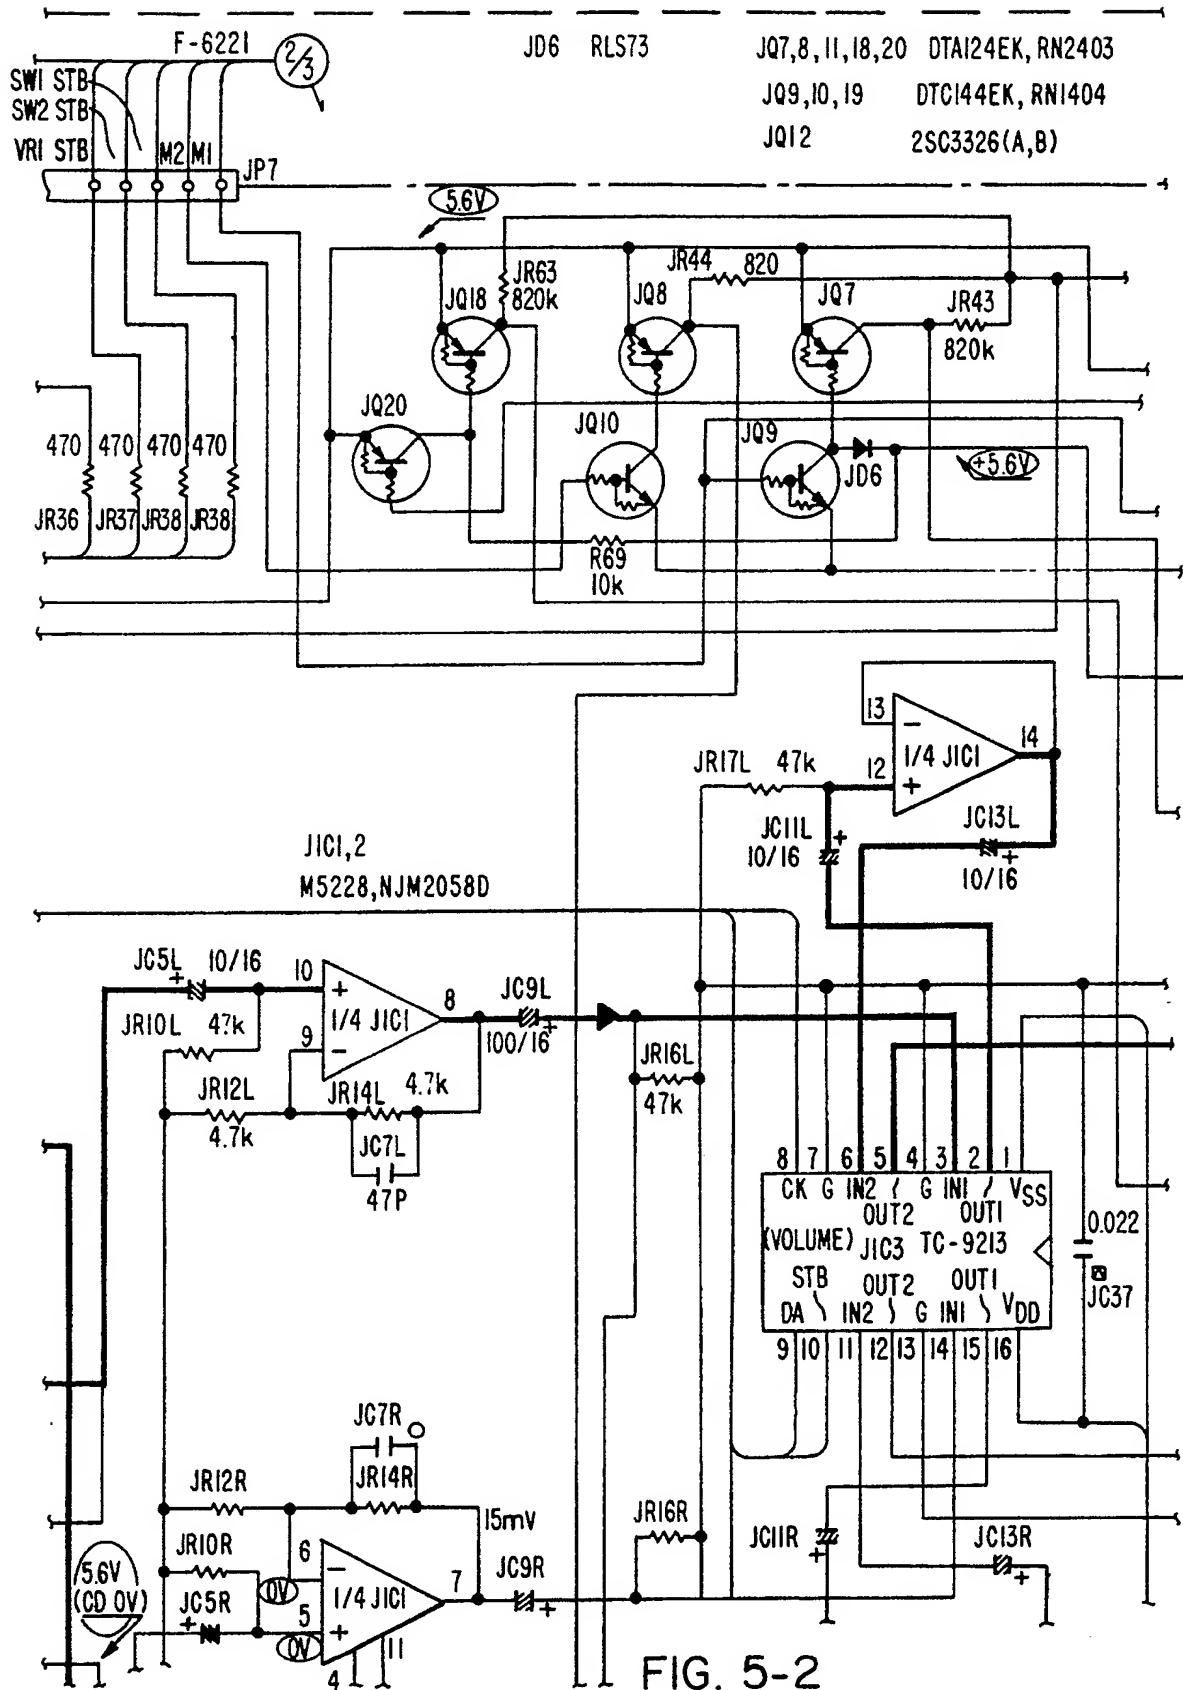 F-6221
2/3
JD6 RLS73
JQ7,8,11,18,20 DTA124EK, RN2403
JQ9,10,19 DTC144EK, RN1404
JQ12 2SC3326(A,B)
SW1 STB
SW2 STB
VR1 STB
M2 M1
JP7
5.6V
JR63
820k
JR44 820
JQ18
JQ8
JQ7
JR43
820k
JQ20
JQ10
JQ9
JD6
+5.6V
470 470 470 470
JR36 JR37 JR38 JR38
R69
10k
13
-
14
1/4 J1C1
JR17L 47k
12
+
JC11L
+
10/16
JC13L
+
10/16
J1C1,2
M5228,NJM2058D
JC5L 10/16
+
10
+
8
1/4 J1C1
9
-
JC9L
+
100/16
JR10L 47k
JR12L
4.7k
JR14L 4.7k
JC7L
47P
JR16L
47k
8 7 6 5 4 3 2 1
CK G IN2 G IN1 VSS
OUT2 OUT1
(VOLUME) J1C3 TC-9213
STB OUT2 OUT1
DA IN2 G IN1 VDD
9 10 11 12 13 14 15 16
0.022
JC37
JC7R
JR12R
JR14R
15mV
JR16R
JC11R
+
JC13R
+
JR10R
5.6V
(CD 0V)
JC5R
+
6
-
0V
1/4 J1C1
7
JC9R
+
5
+
0V
11
4
FIG. 5-2